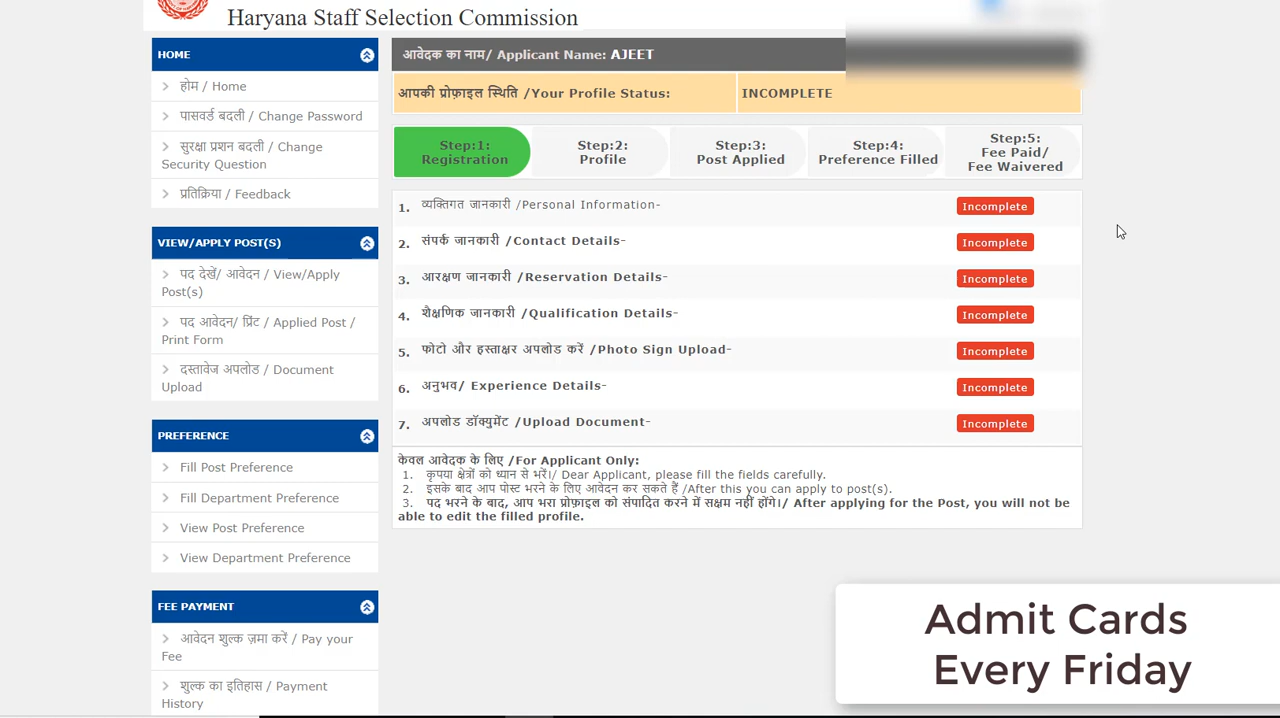 Haryana Staff Selection Commission
HOME
होम / Home
पासवर्ड बदली / Change Password
सुरक्षा प्रशन बदली / Change
Security Question
प्रतिक्रिया / Feedback
VIEW/APPLY POST(S)
पद देखें/ आवेदन / View/Apply
Post(s)
पद आवेदन/ प्रिंट / Applied Post /
Print Form
दस्तावेज अपलोड / Document
Upload
PREFERENCE
Fill Post Preference
Fill Department Preference
View Post Preference
View Department Preference
FEE PAYMENT
आवेदन शुल्क ज़मा करें / Pay your
Fee
शुल्क का इतिहास / Payment
History
आवेदक का नाम/ Applicant Name: AJEET
आपकी प्रोफ़ाइल स्थिति /Your Profile Status: INCOMPLETE
Step:1:
Registration
Step:2:
Profile
Step:3:
Post Applied
Step:4:
Preference Filled
Step:5:
Fee Paid/
Fee Waivered
1. व्यक्तिगत जानकारी /Personal Information- Incomplete
2. संपर्क जानकारी /Contact Details- Incomplete
3. आरक्षण जानकारी /Reservation Details- Incomplete
4. शैक्षणिक जानकारी /Qualification Details- Incomplete
5. फोटो और हस्ताक्षर अपलोड करें /Photo Sign Upload- Incomplete
6. अनुभव/ Experience Details- Incomplete
7. अपलोड डॉक्युमेंट /Upload Document- Incomplete
केवल आवेदक के लिए /For Applicant Only:
1. कृपया क्षेत्रों को ध्यान से भरें।/ Dear Applicant, please fill the fields carefully.
2. इसके बाद आप पोस्ट भरने के लिए आवेदन कर सकते हैं /After this you can apply to post(s).
3. पद भरने के बाद, आप भरा प्रोफ़ाइल को संपादित करने में सक्षम नहीं होंगे।/ After applying for the Post, you will not be
able to edit the filled profile.
Admit Cards
Every Friday